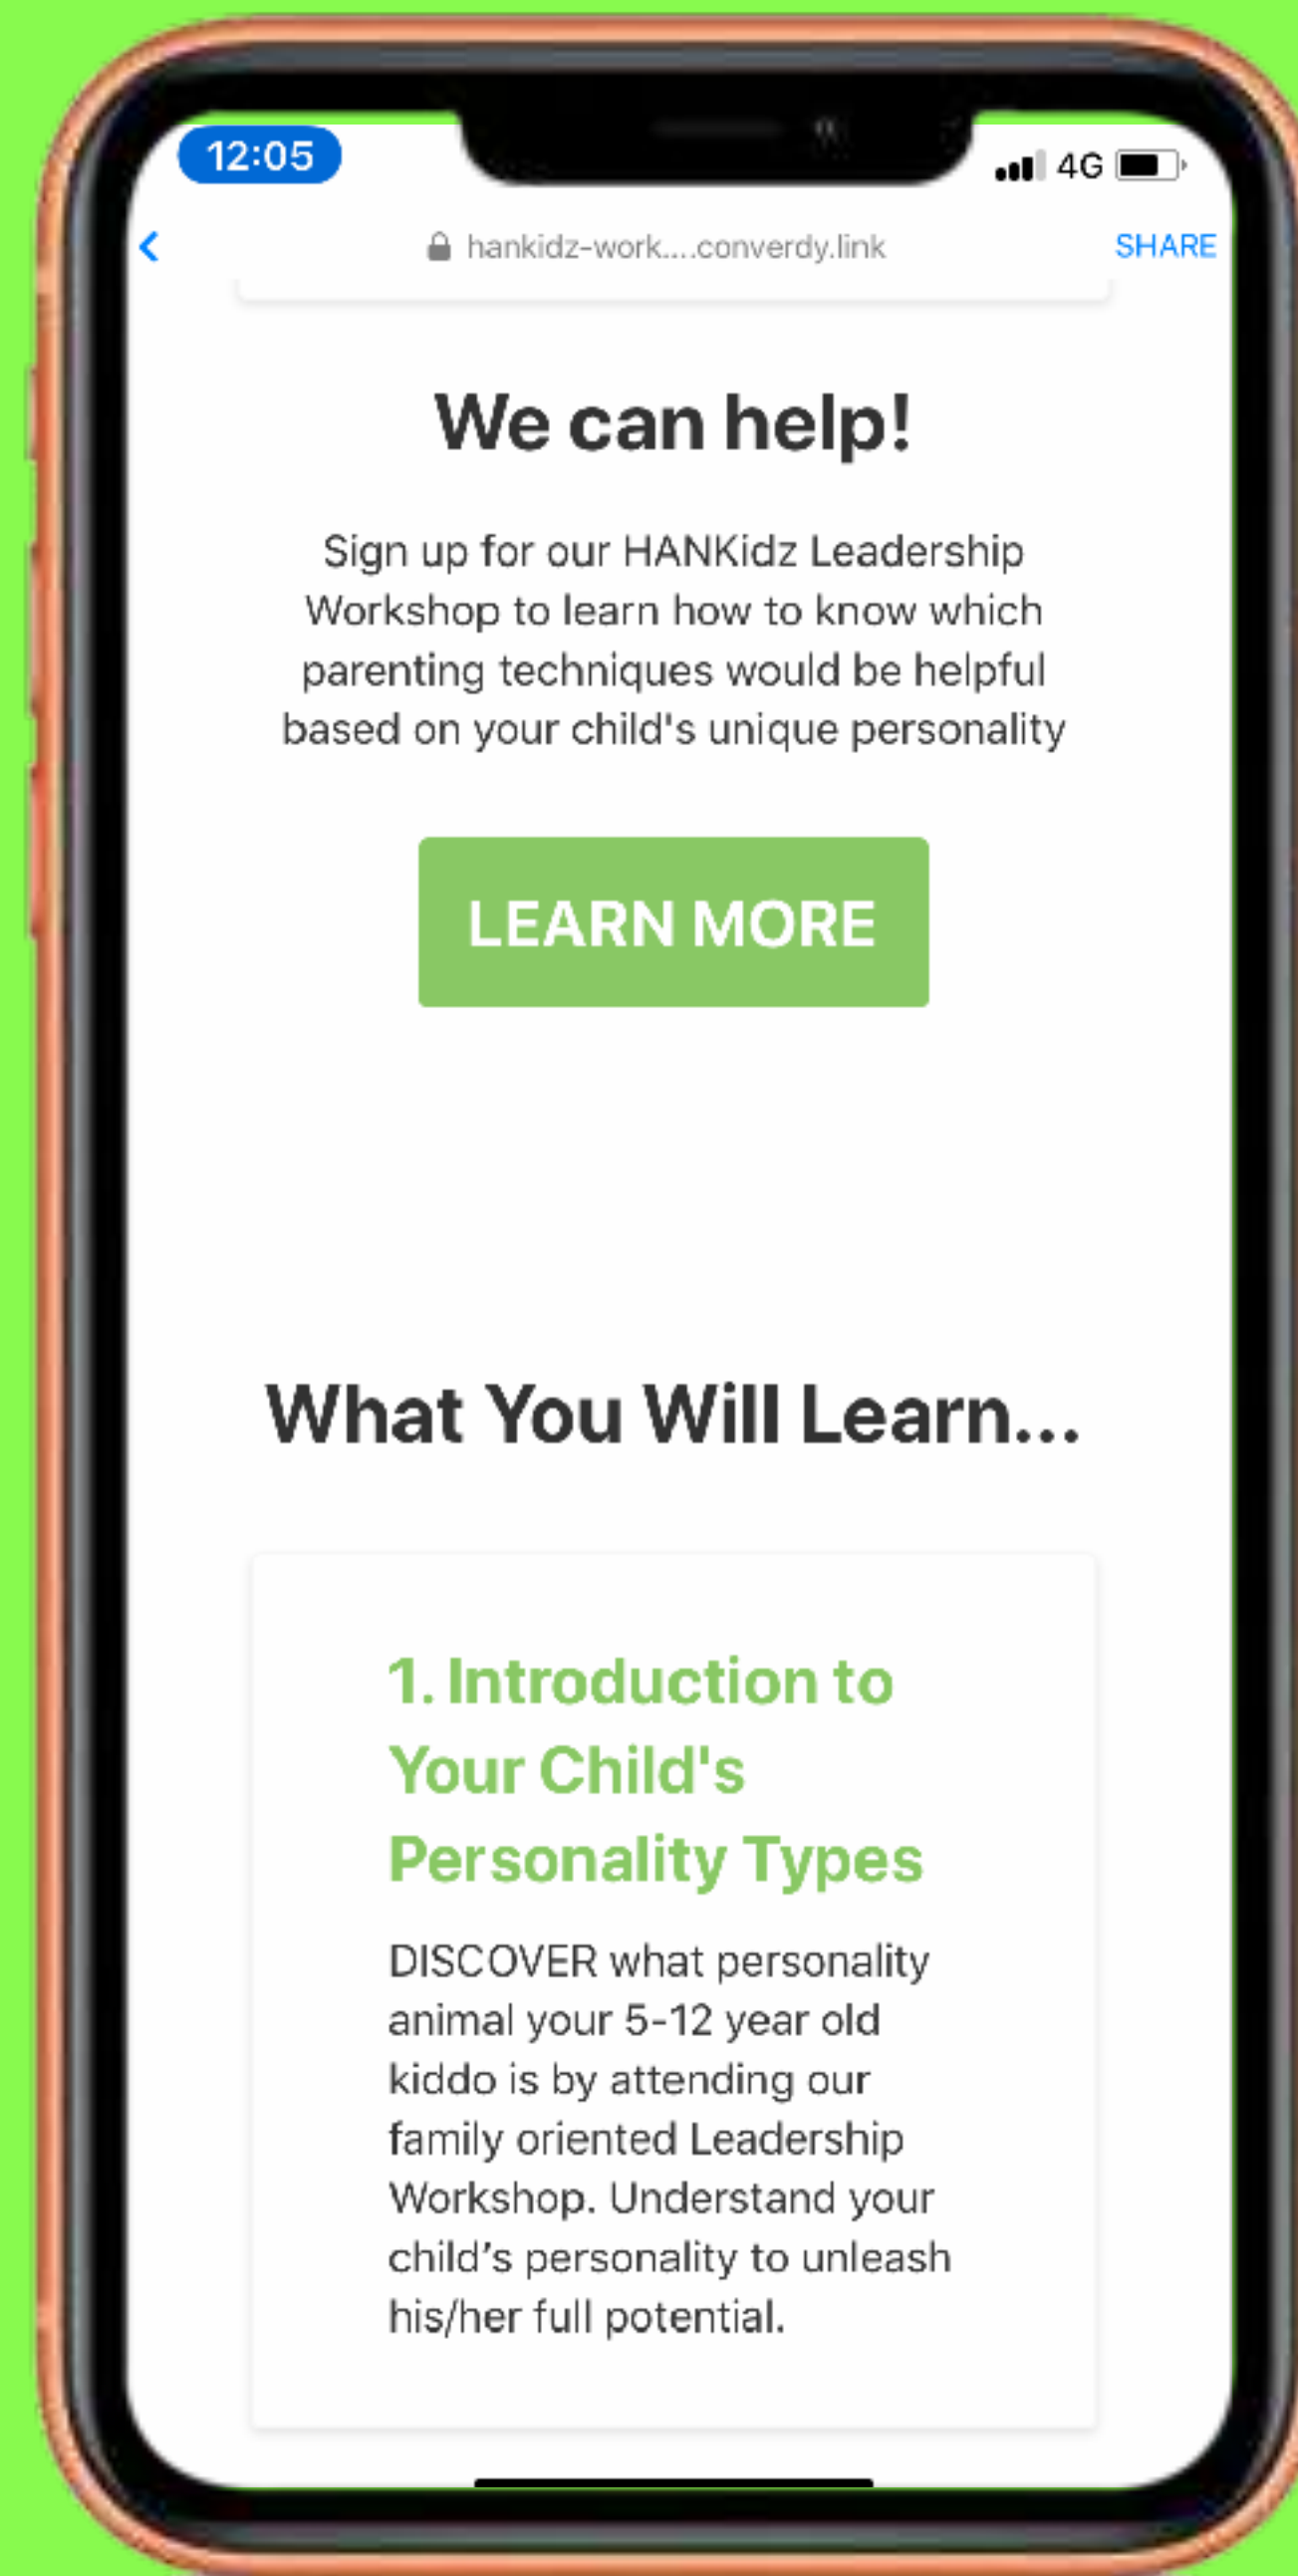 12:05
4G
hankidz-work....converdy.link
SHARE
We can help!
Sign up for our HANKidz Leadership
Workshop to learn how to know which
parenting techniques would be helpful
based on your child's unique personality
LEARN MORE
What You Will Learn...
1. Introduction to
Your Child's
Personality Types
DISCOVER what personality
animal your 5-12 year old
kiddo is by attending our
family oriented Leadership
Workshop. Understand your
child’s personality to unleash
his/her full potential.